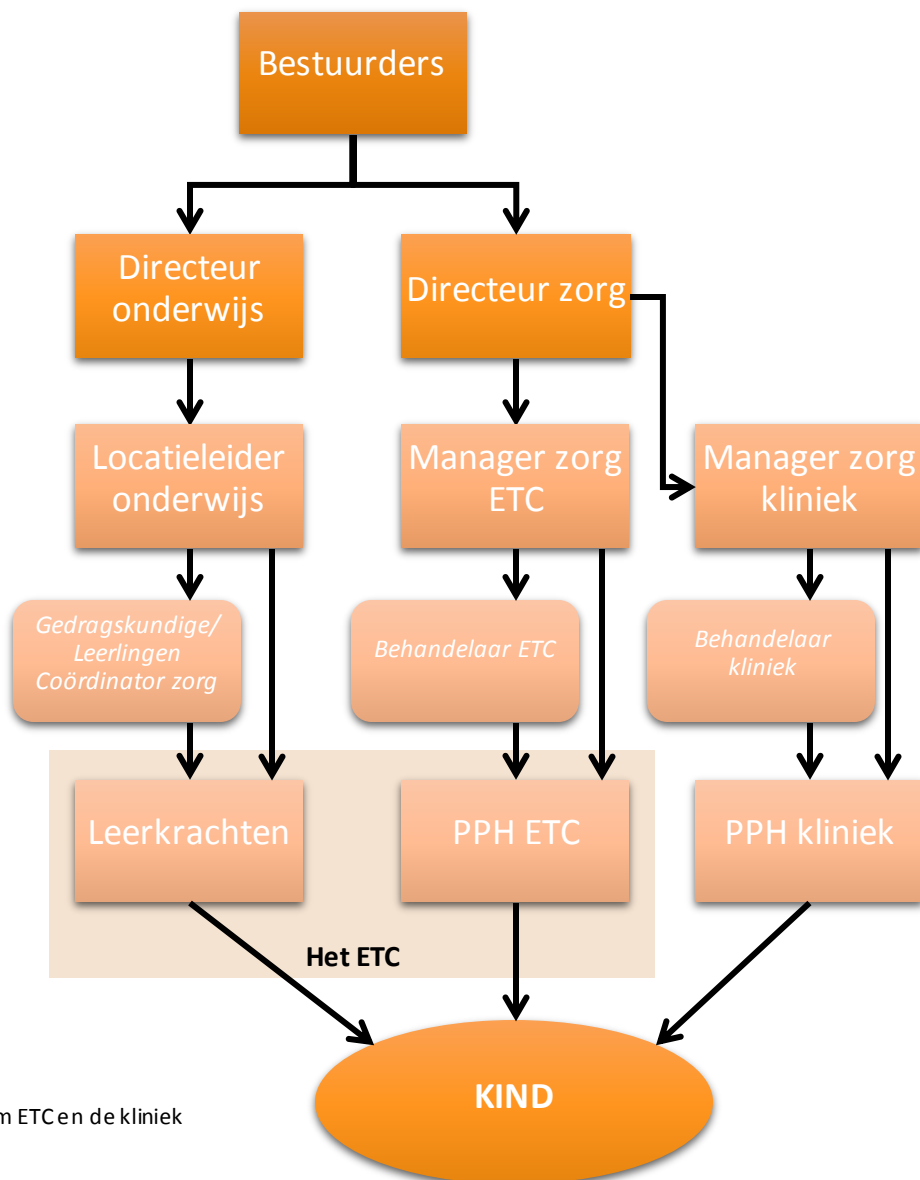 Bestuurders
Directeur
onderwijs
Directeur zorg
Locatieleider
onderwijs
Manager zorg
ETC
Manager zorg
kliniek
Gedragskundige/
Leerlingen
Coördinator zorg
Behandelaar ETC
Behandelaar
kliniek
Leerkrachten
PPH ETC
PPH kliniek
Het ETC
KIND
ETC en de kliniek